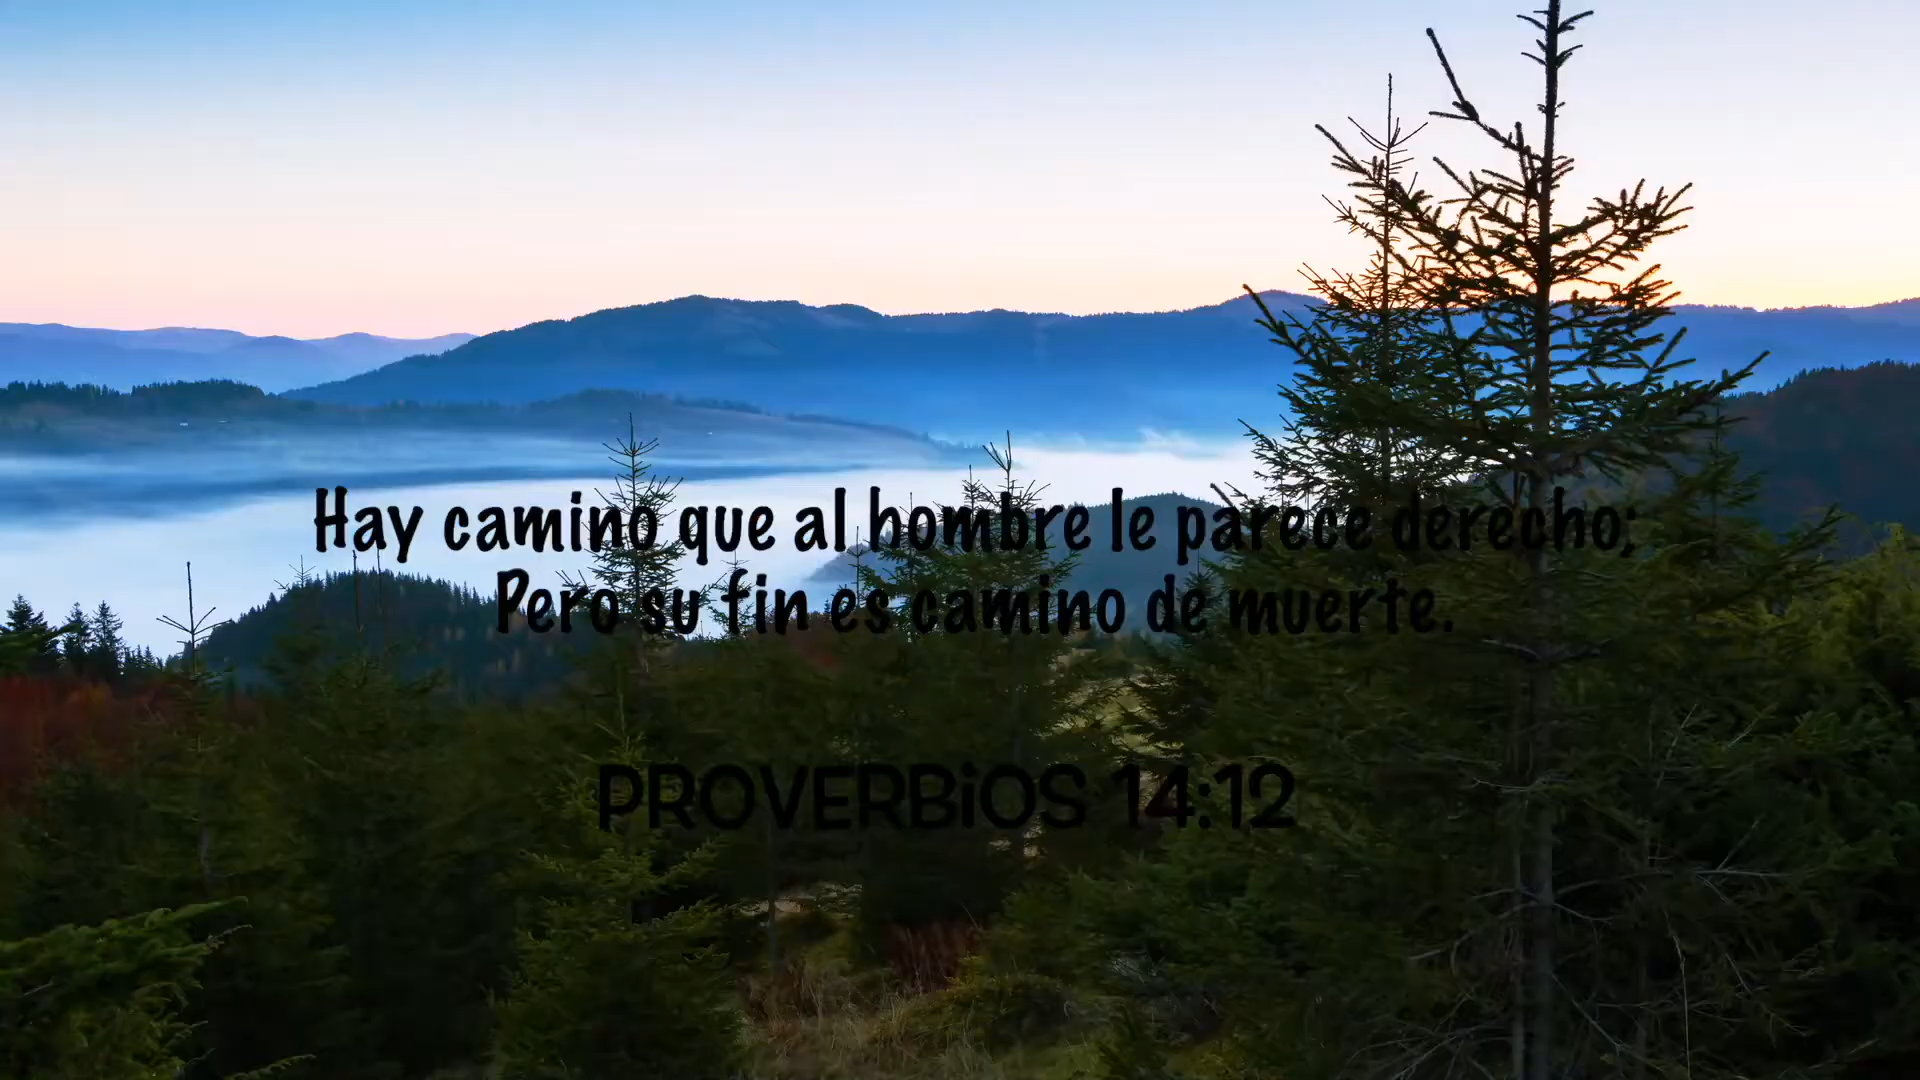 Hay camino que al hombre le parece derecho;
Pero su fin es camino de muerte.
PROVERBiOS 14:12